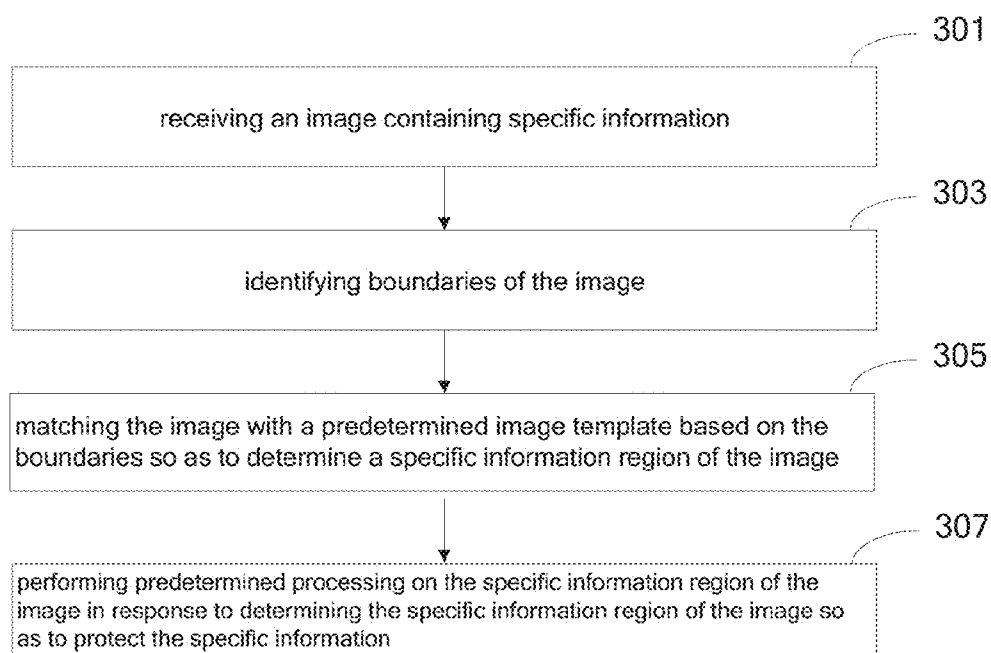 301
receiving an image containing specific information
303
identifying boundaries of the image
305
matching the image with a predetermined image template based on the
boundaries so as to determine a specific information region of the image
307
performing predetermined processing on the specific information region of the
image in response to determining the specific information region of the image so
as to protect the specific information